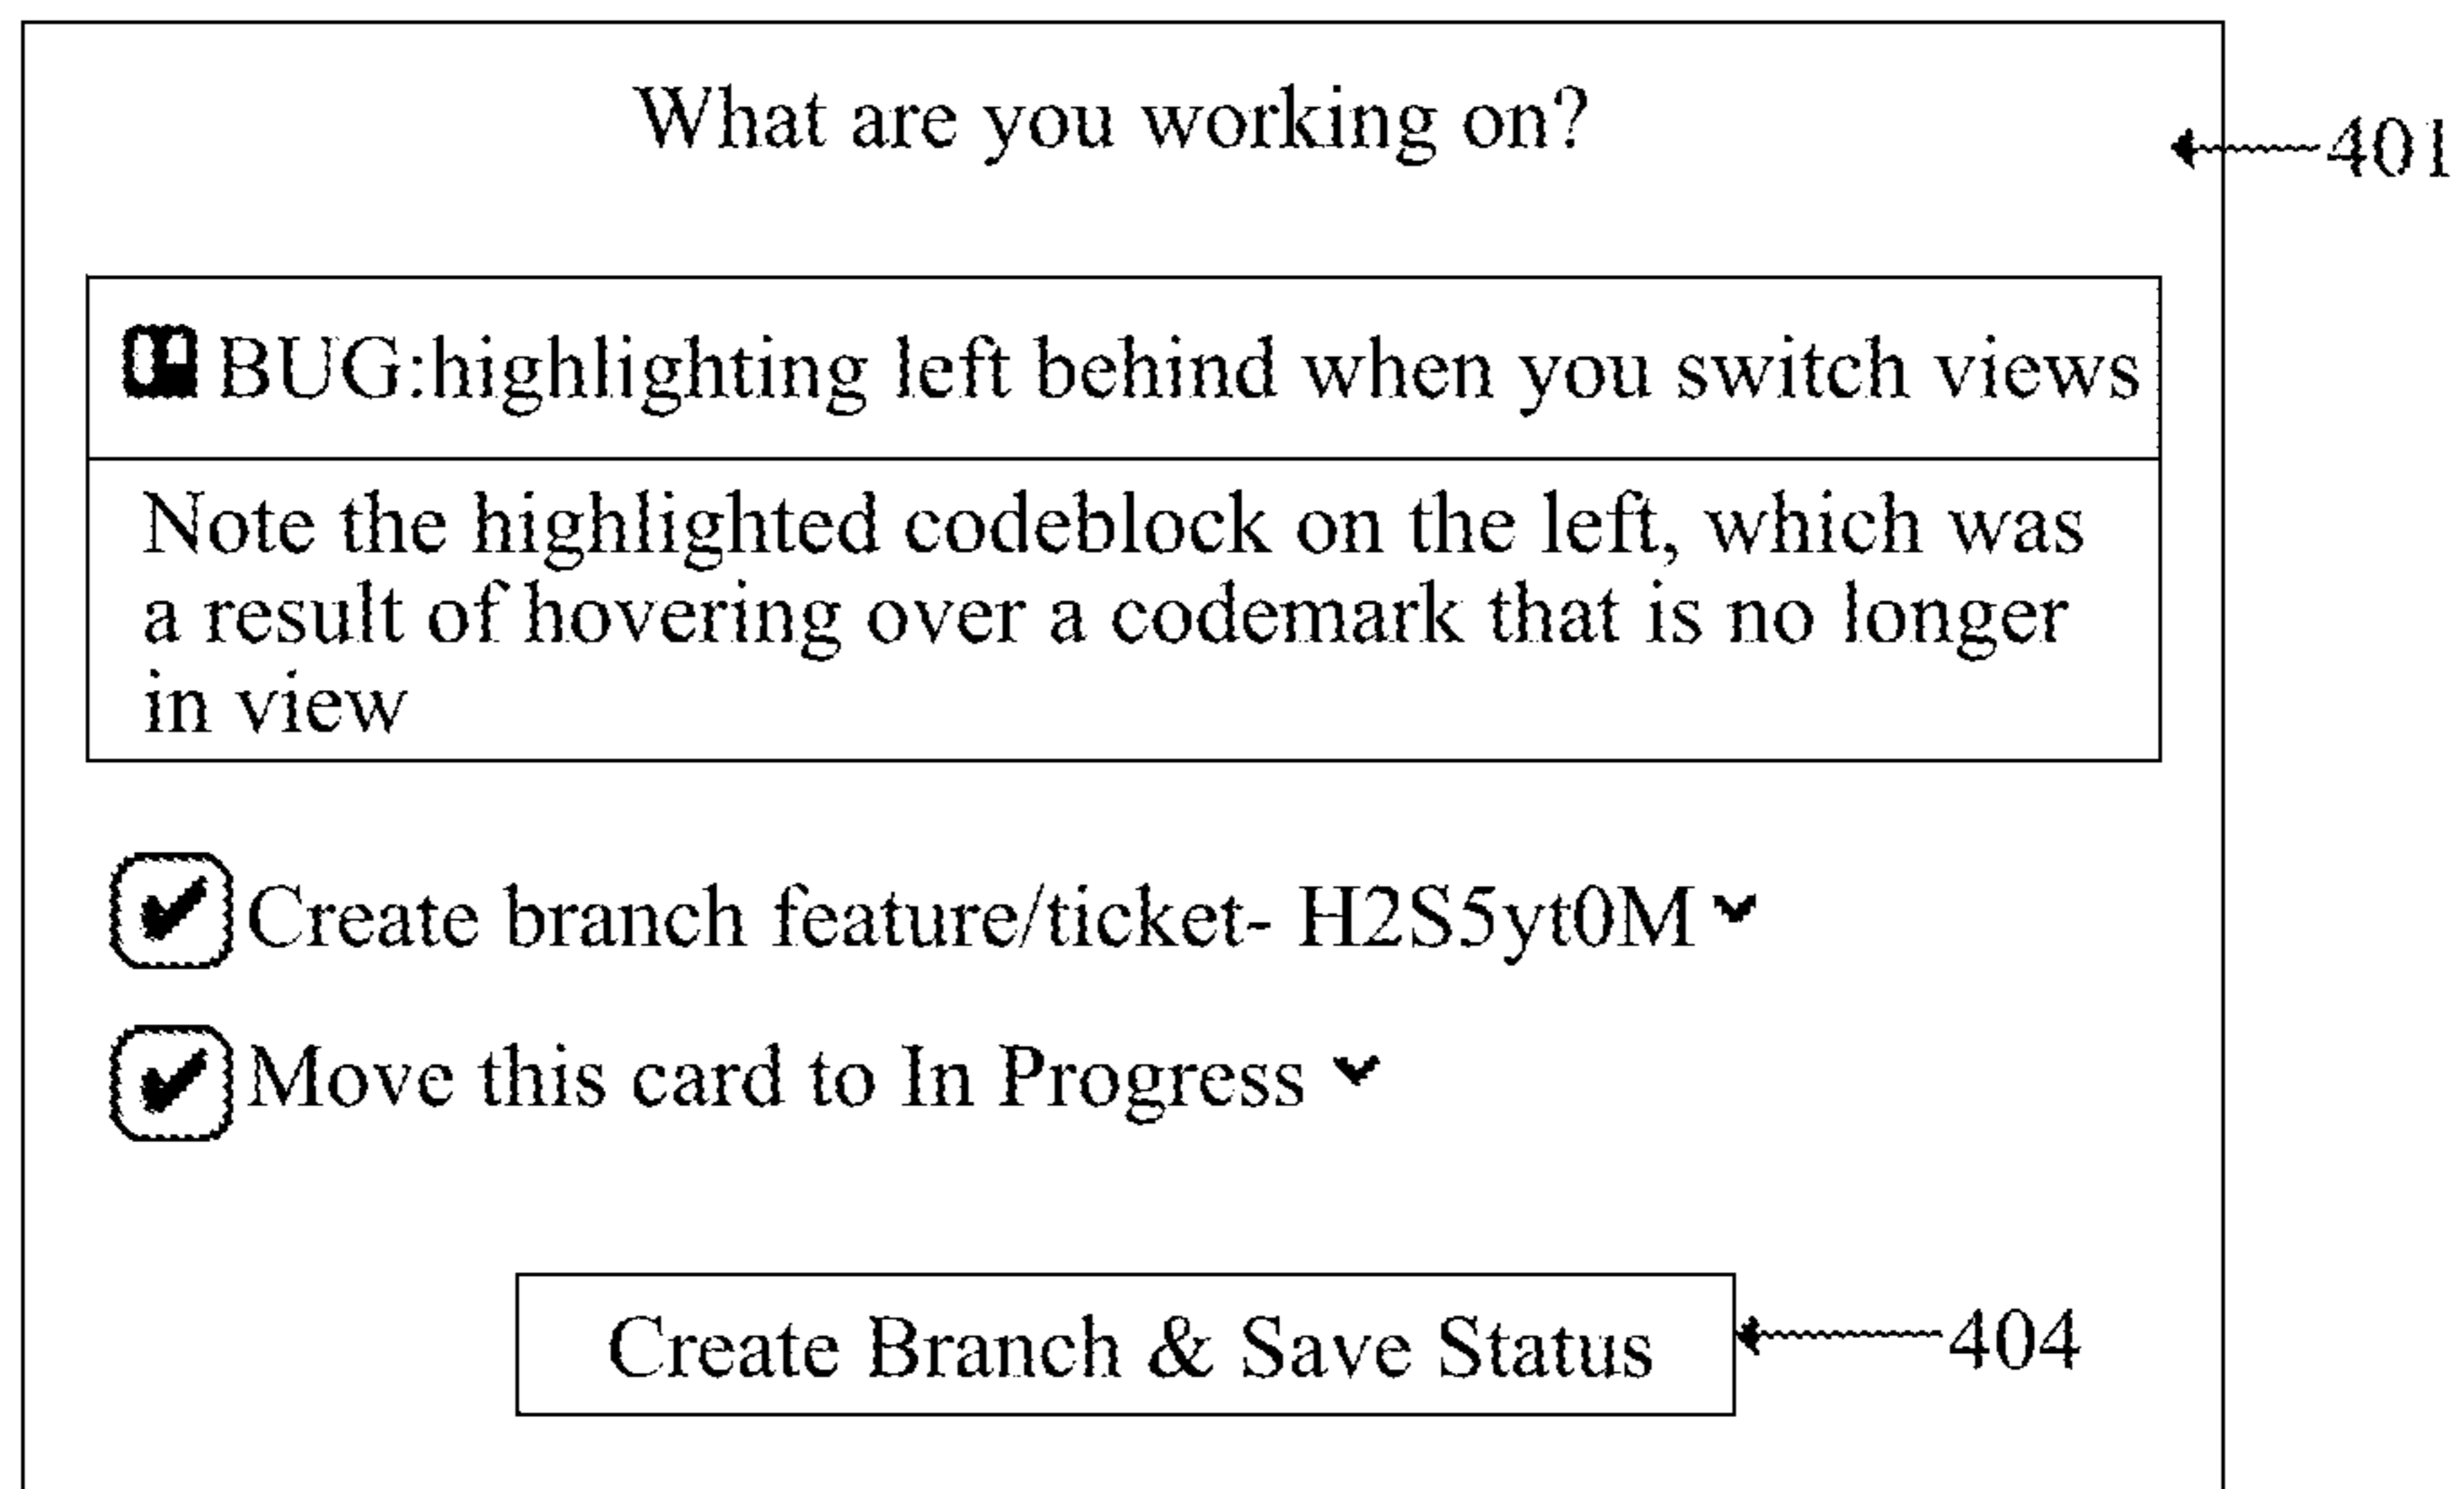 What are you working on?
401
BUG:highlighting left behind when you switch views
Note the highlighted codeblock on the left, which was
a result of hovering over a codemark that is no longer
in view
Create branch feature/ticket- H2S5yt0M
Move this card to In Progress
Create Branch & Save Status
404